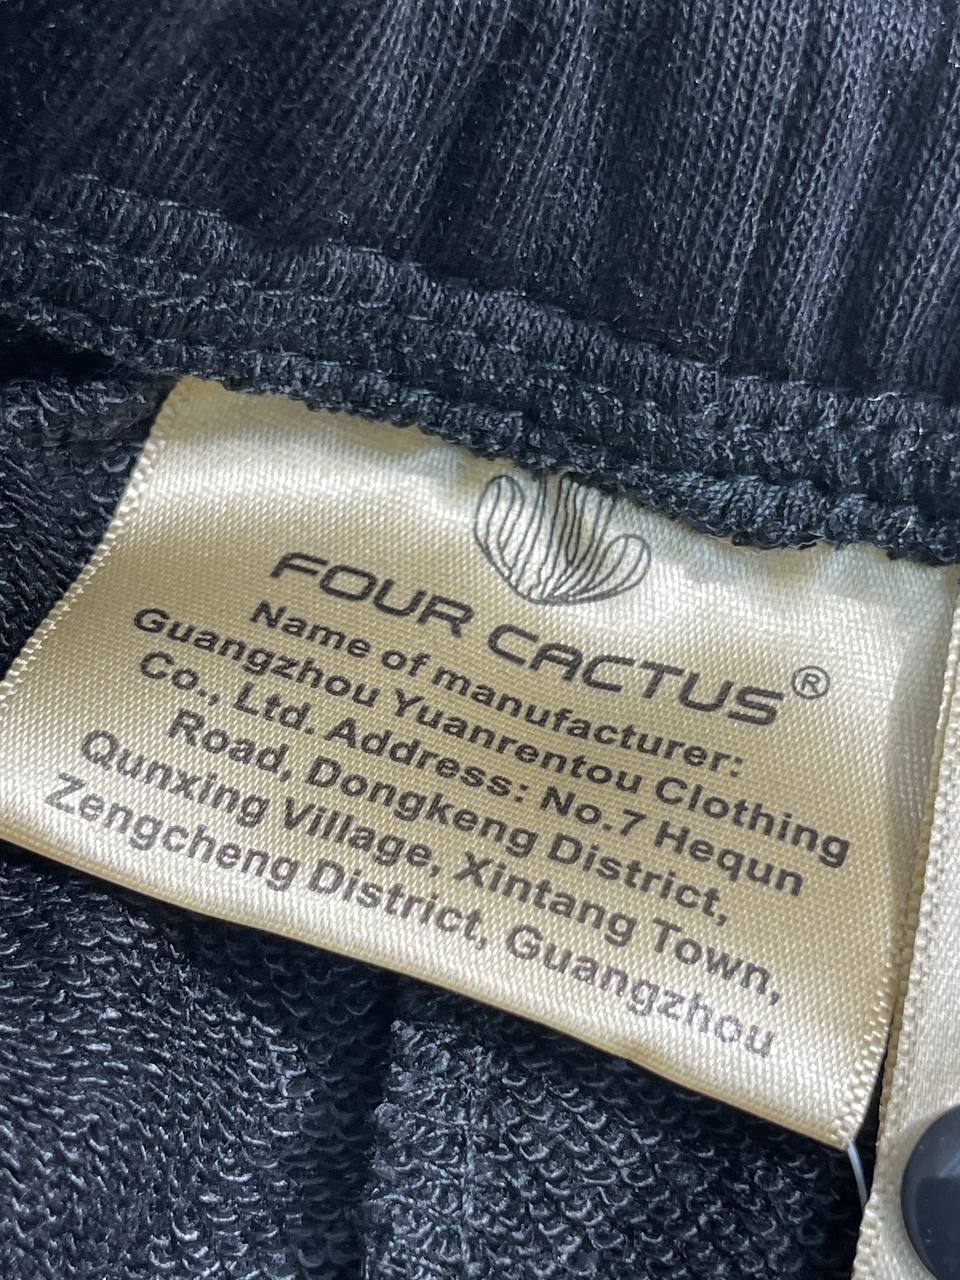 FOUR CACTUS®
Name of manufacturer:
Guangzhou Yuanrentou Clothing
Co., Ltd. Address: No.7 Hequn
Road, Dongkeng District,
Qunxing Village, Xintang Town,
Zengcheng District, Guangzhou